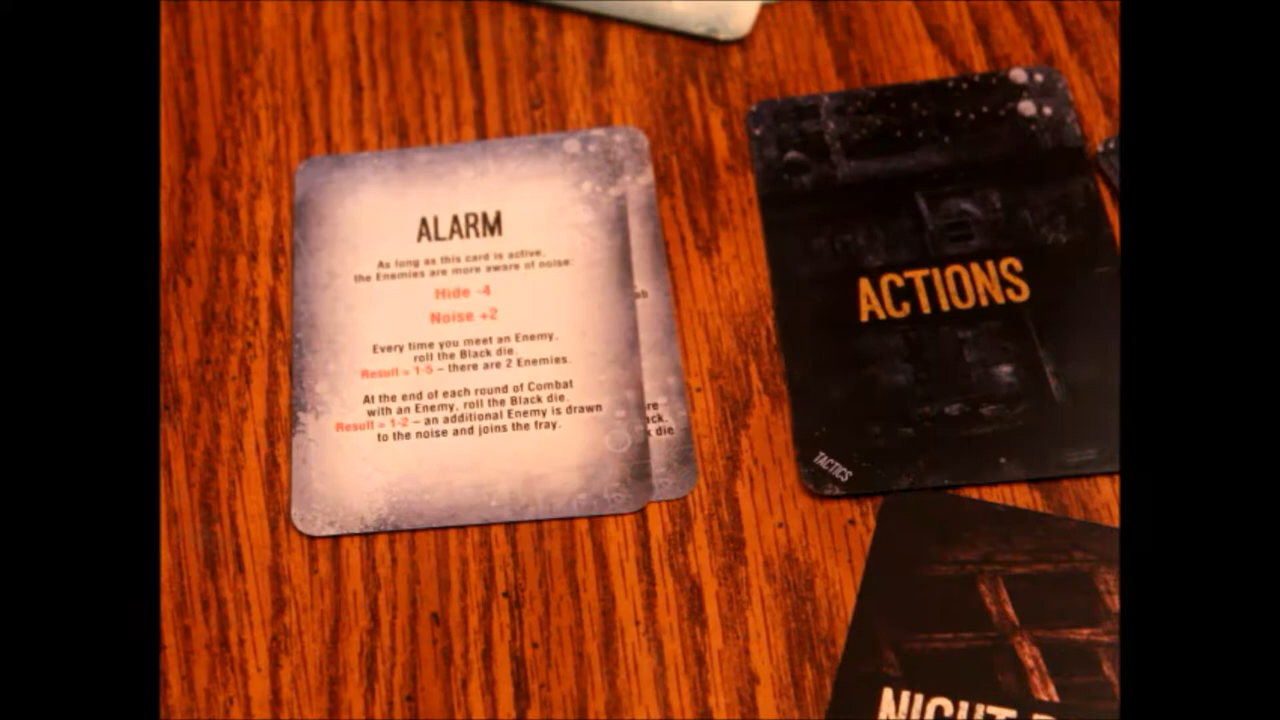 ALARM
As long as this card is active,
the Enemies are more aware of noise:
Hide -4
Noise +2
Every time you meet an Enemy,
roll the Black die.
Result = 1-5 – there are 2 Enemies.
At the end of each round of Combat
with an Enemy, roll the Black die.
Result = 1-2 – an additional Enemy is drawn
to the noise and joins the fray.
die
ACTIONS
TACTICS
NIGHT